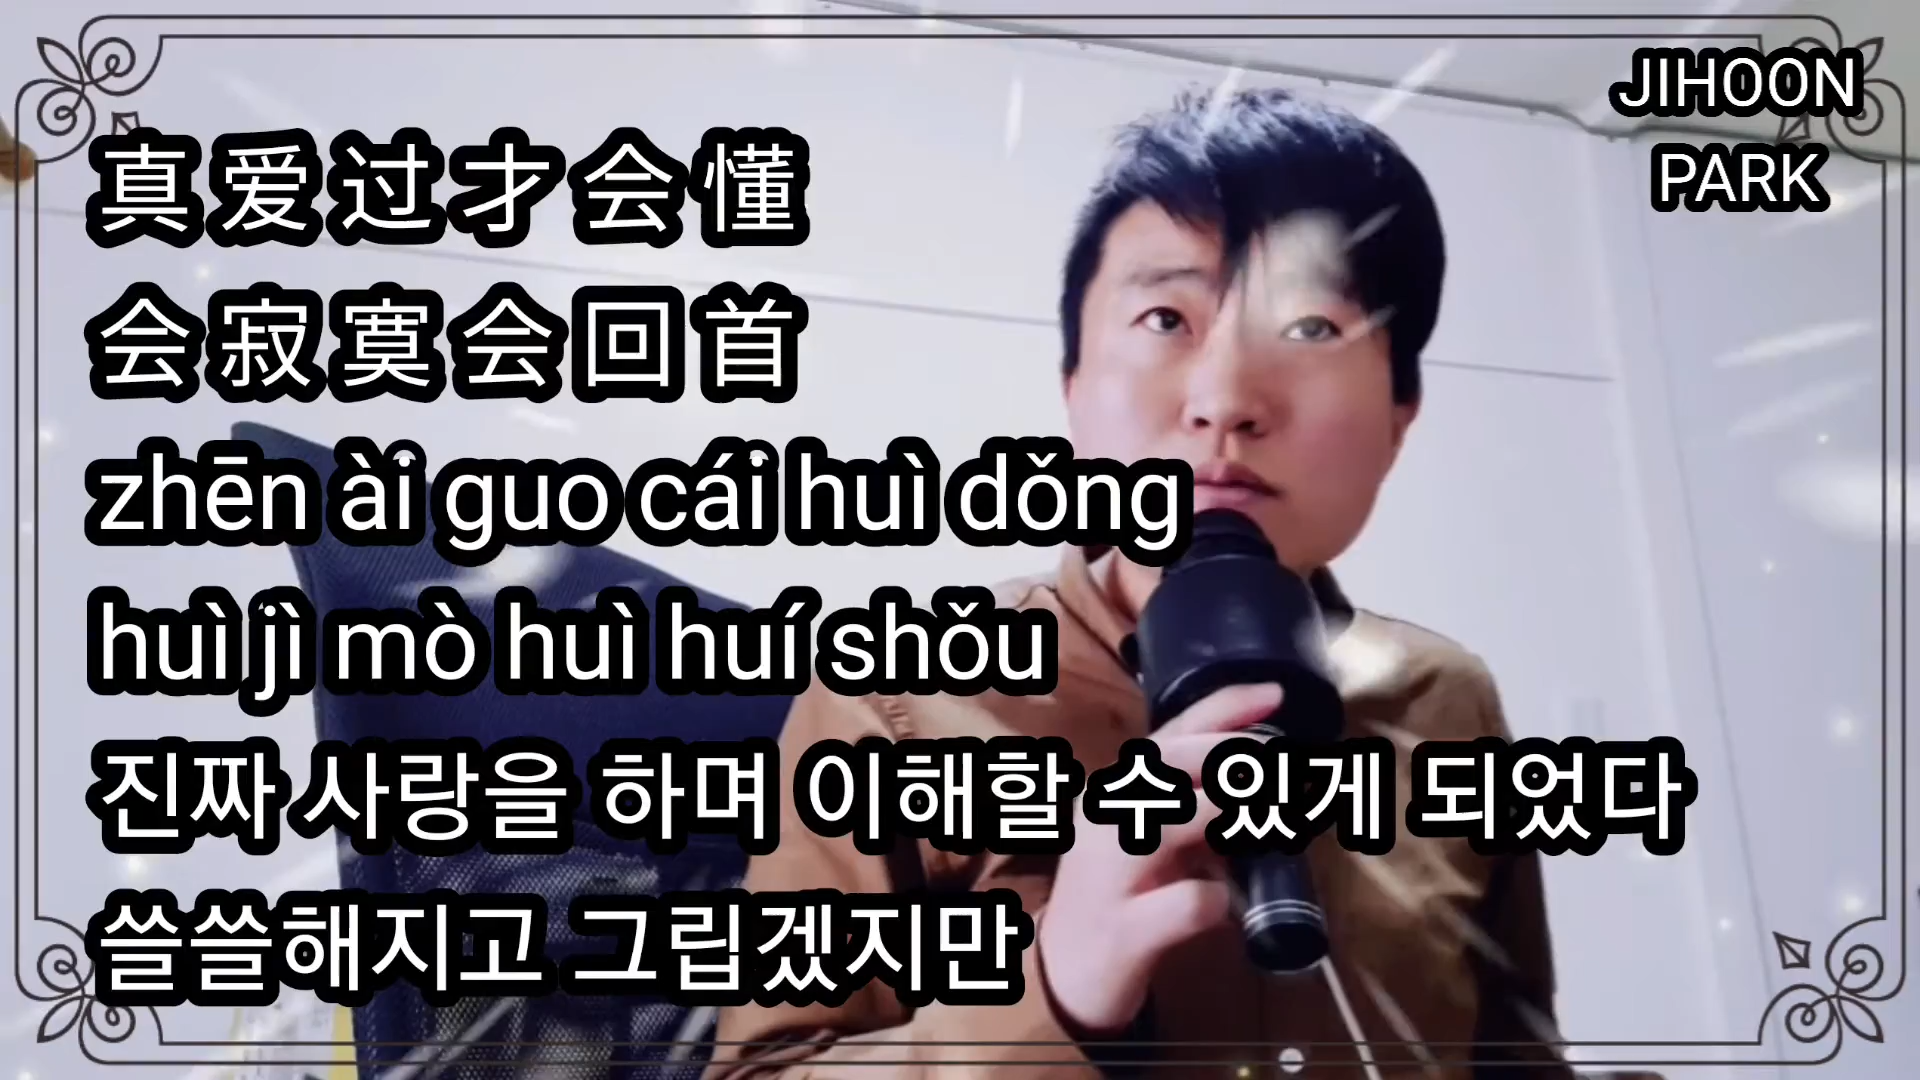 真爱过才会懂
会寂寞会回首
zhēn ài guo cái huì dǒng
huì jì mò huì huí shǒu
진짜 사랑을 하며 이해할 수 있게 되었다
쓸쓸해지고 그립겠지만
JIHOON
PARK